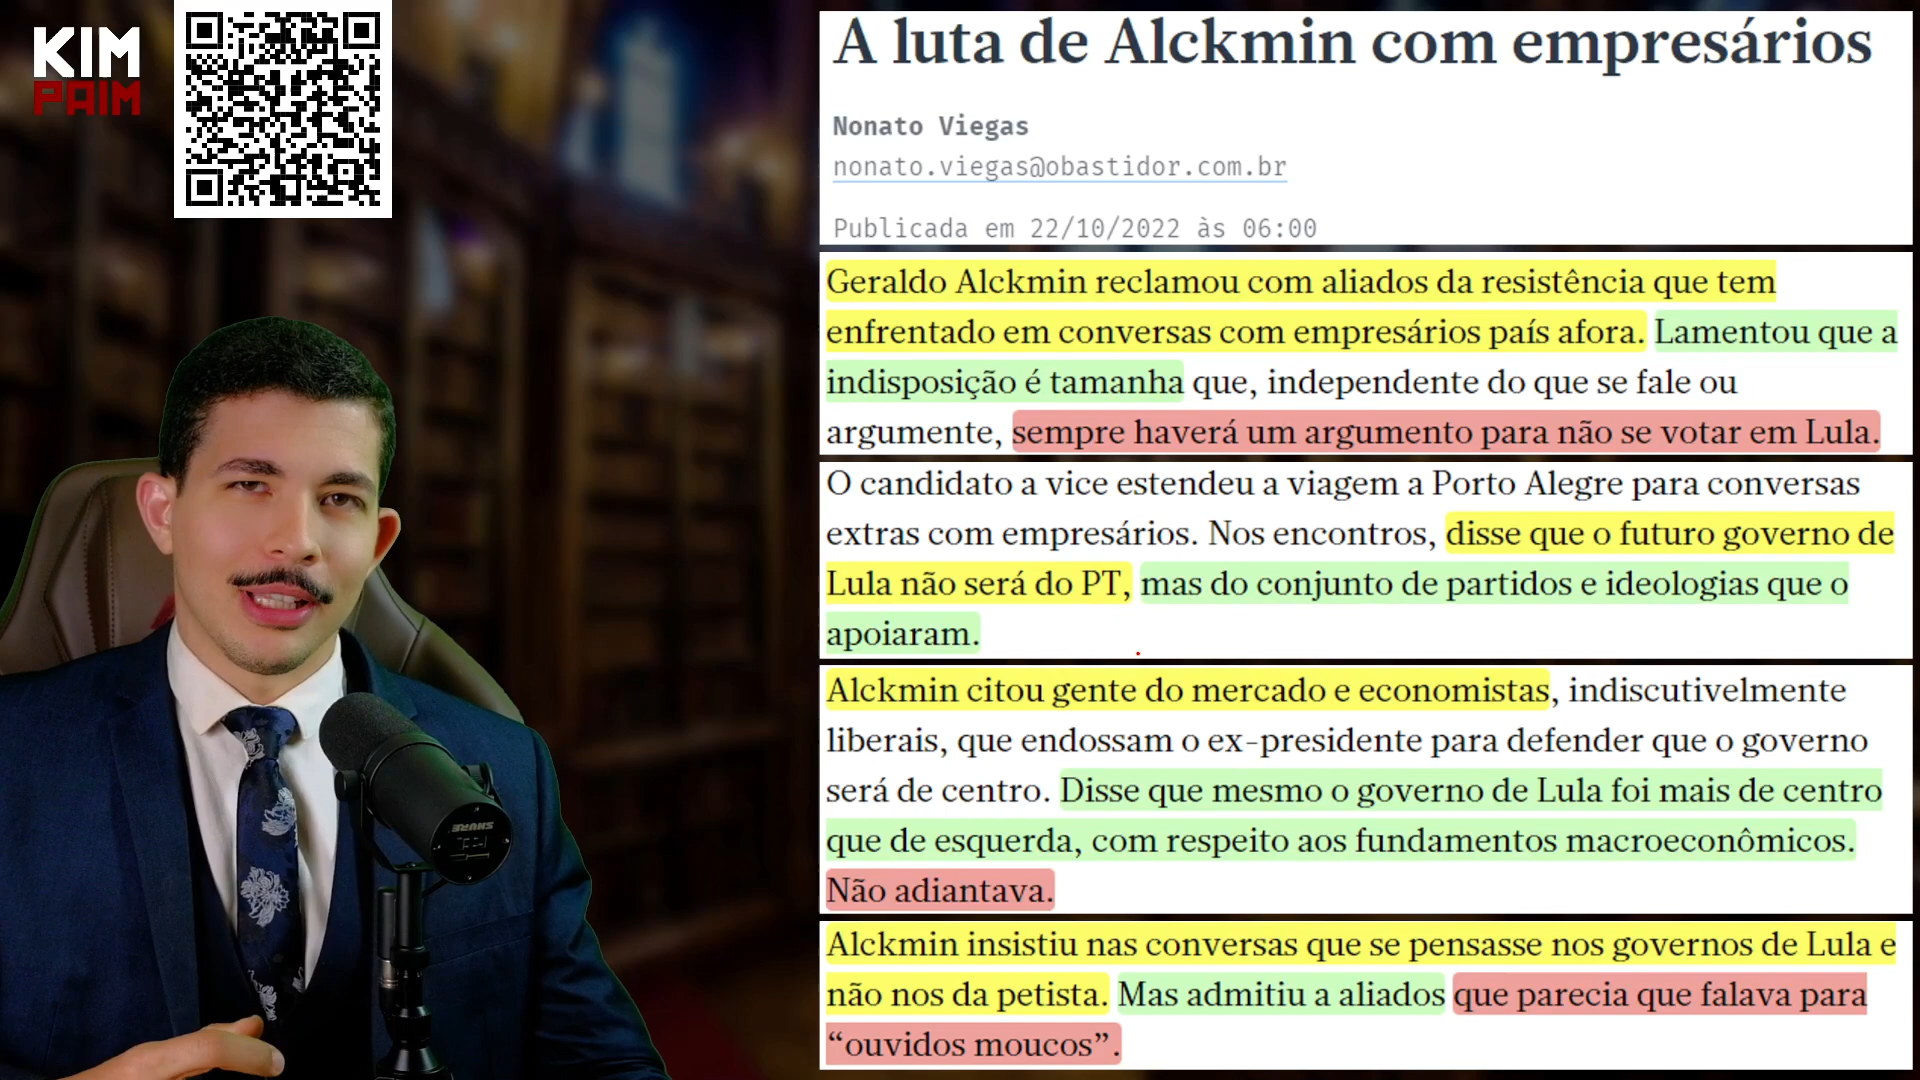 KIM
PAIM
A luta de Alckmin com empresários
Nonato Viegas
nonato.viegas@obastidor.com.br
Publicada em 22/10/2022 às 06:00
Geraldo Alckmin reclamou com aliados da resistência que tem
enfrentado em conversas com empresários país afora. Lamentou que a
indisposição é tamanha que, independente do que se fale ou
argumente, sempre haverá um argumento para não se votar em Lula.
O candidato a vice estendeu a viagem a Porto Alegre para conversas
extras com empresários. Nos encontros, disse que o futuro governo de
Lula não será do PT, mas do conjunto de partidos e ideologias que o
apoiaram.
Alckmin citou gente do mercado e economistas, indiscutivelmente
liberais, que endossam o ex-presidente para defender que o governo
será de centro. Disse que mesmo o governo de Lula foi mais de centro
que de esquerda, com respeito aos fundamentos macroeconômicos.
Não adiantava.
Alckmin insistiu nas conversas que se pensasse nos governos de Lula e
não nos da petista. Mas admitiu a aliados que parecia que falava para
“ouvidos moucos”.
SHURE